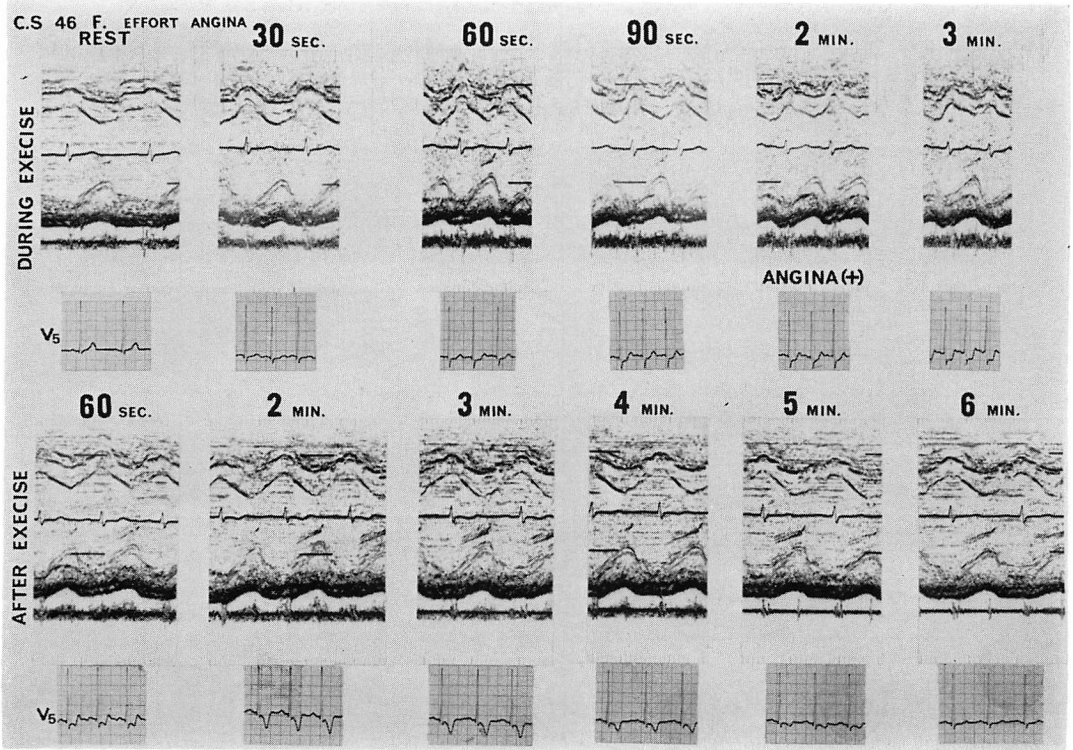 C.S 46 F. EFFORT ANGINA
REST
30 SEC.
60 SEC.
90 SEC.
2 MIN.
3 MIN.
DURING EXECISE
ANGINA (+)
V5
60 SEC.
2 MIN.
3 MIN.
4 MIN.
5 MIN.
6 MIN.
AFTER EXECISE
V5